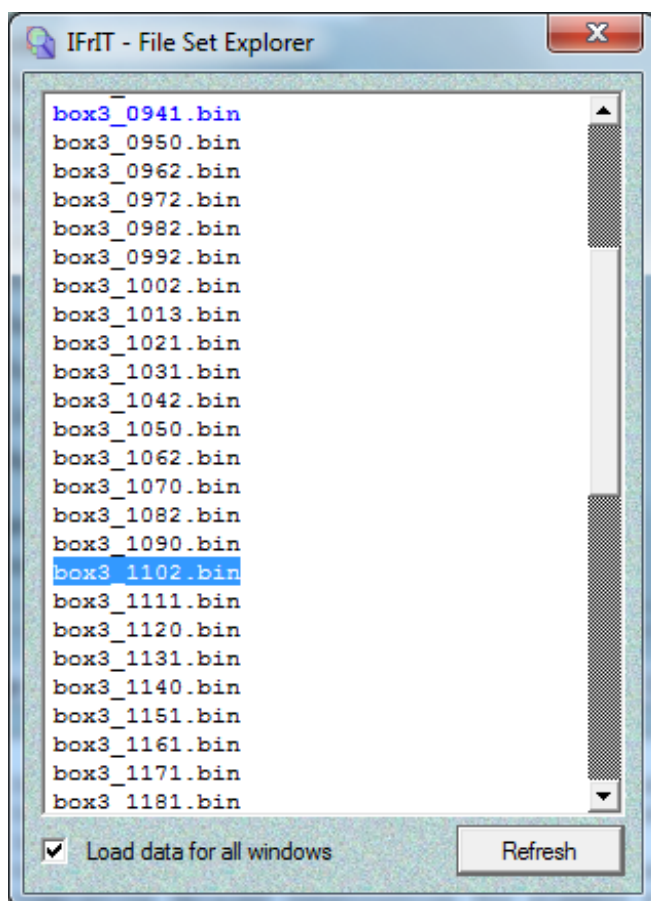 IFrIT - File Set Explorer
box3_0941.bin
box3_0950.bin
box3_0962.bin
box3_0972.bin
box3_0982.bin
box3_0992.bin
box3_1002.bin
box3_1013.bin
box3_1021.bin
box3_1031.bin
box3_1042.bin
box3_1050.bin
box3_1062.bin
box3_1070.bin
box3_1082.bin
box3_1090.bin
box3_1102.bin
box3_1111.bin
box3_1120.bin
box3_1131.bin
box3_1140.bin
box3_1151.bin
box3_1161.bin
box3_1171.bin
box3 1181.bin
Load data for all windows
Refresh